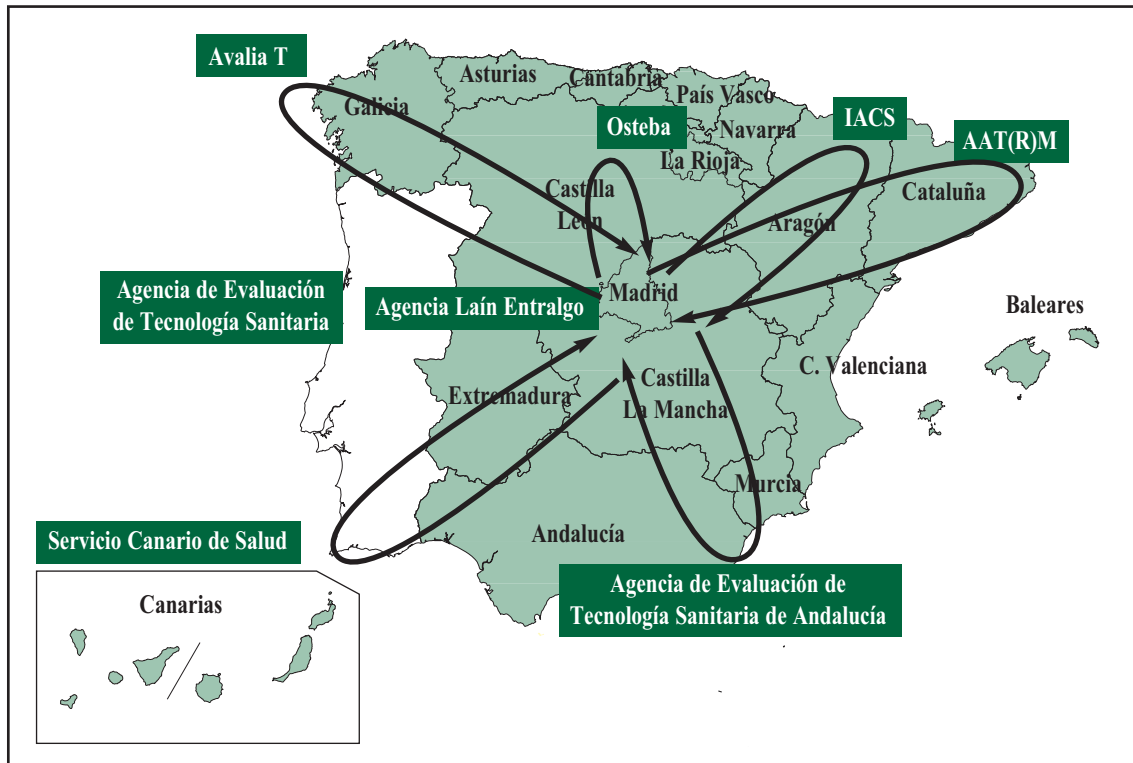 Avalia T
Asturias
Cantabria
País Vasco
Galicia
Osteba
Navarra
IACS
La Rioja
AAT(R)M
Castilla
León
Cataluña
Aragón
Agencia de Evaluación
de Tecnología Sanitaria
Agencia Laín Entralgo
Madrid
Baleares
C. Valenciana
Extremadura
Castilla
La Mancha
Murcia
Andalucía
Servicio Canario de Salud
Canarias
Agencia de Evaluación de
Tecnología Sanitaria de Andalucía